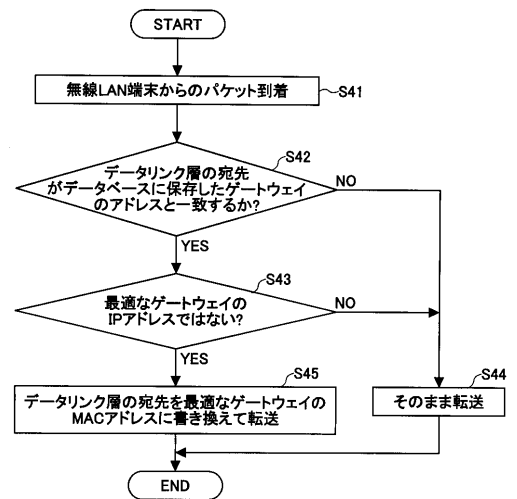 START
無線LAN端末からのパケット到着
S41
データリンク層の宛先
がデータベースに保存したゲートウェイ
のアドレスと一致するか?
S42
NO
YES
最適なゲートウェイの
IPアドレスではない?
S43
NO
YES
データリンク層の宛先を最適なゲートウェイの
MACアドレスに書き換えて転送
S45
そのまま転送
S44
END